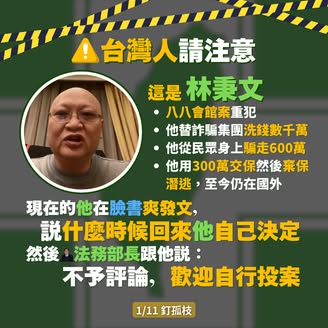 台灣人請注意
這是 林秉文
• 八八會館案重犯
• 他替詐騙集團洗錢數千萬
• 他從民眾身上騙走600萬
• 他用300萬交保然後棄保
潛逃，至今仍在國外
現在的他在臉書爽發文，
說什麼時候回來他自己決定
然後 法務部長跟他說：
不予評論，歡迎自行投案
1/11 釘孤枝